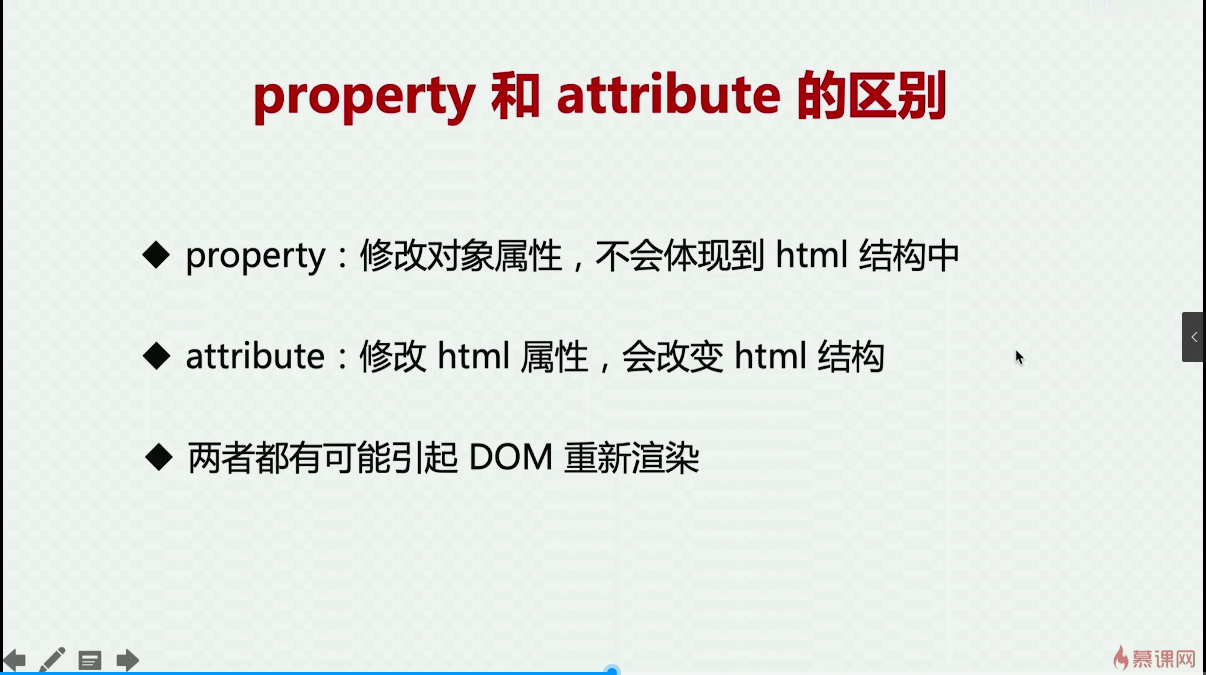 property 和 attribute 的区别
◆ property：修改对象属性，不会体现到 html 结构中
◆ attribute：修改 html 属性，会改变 html 结构
◆ 两者都有可能引起 DOM 重新渲染
慕课网